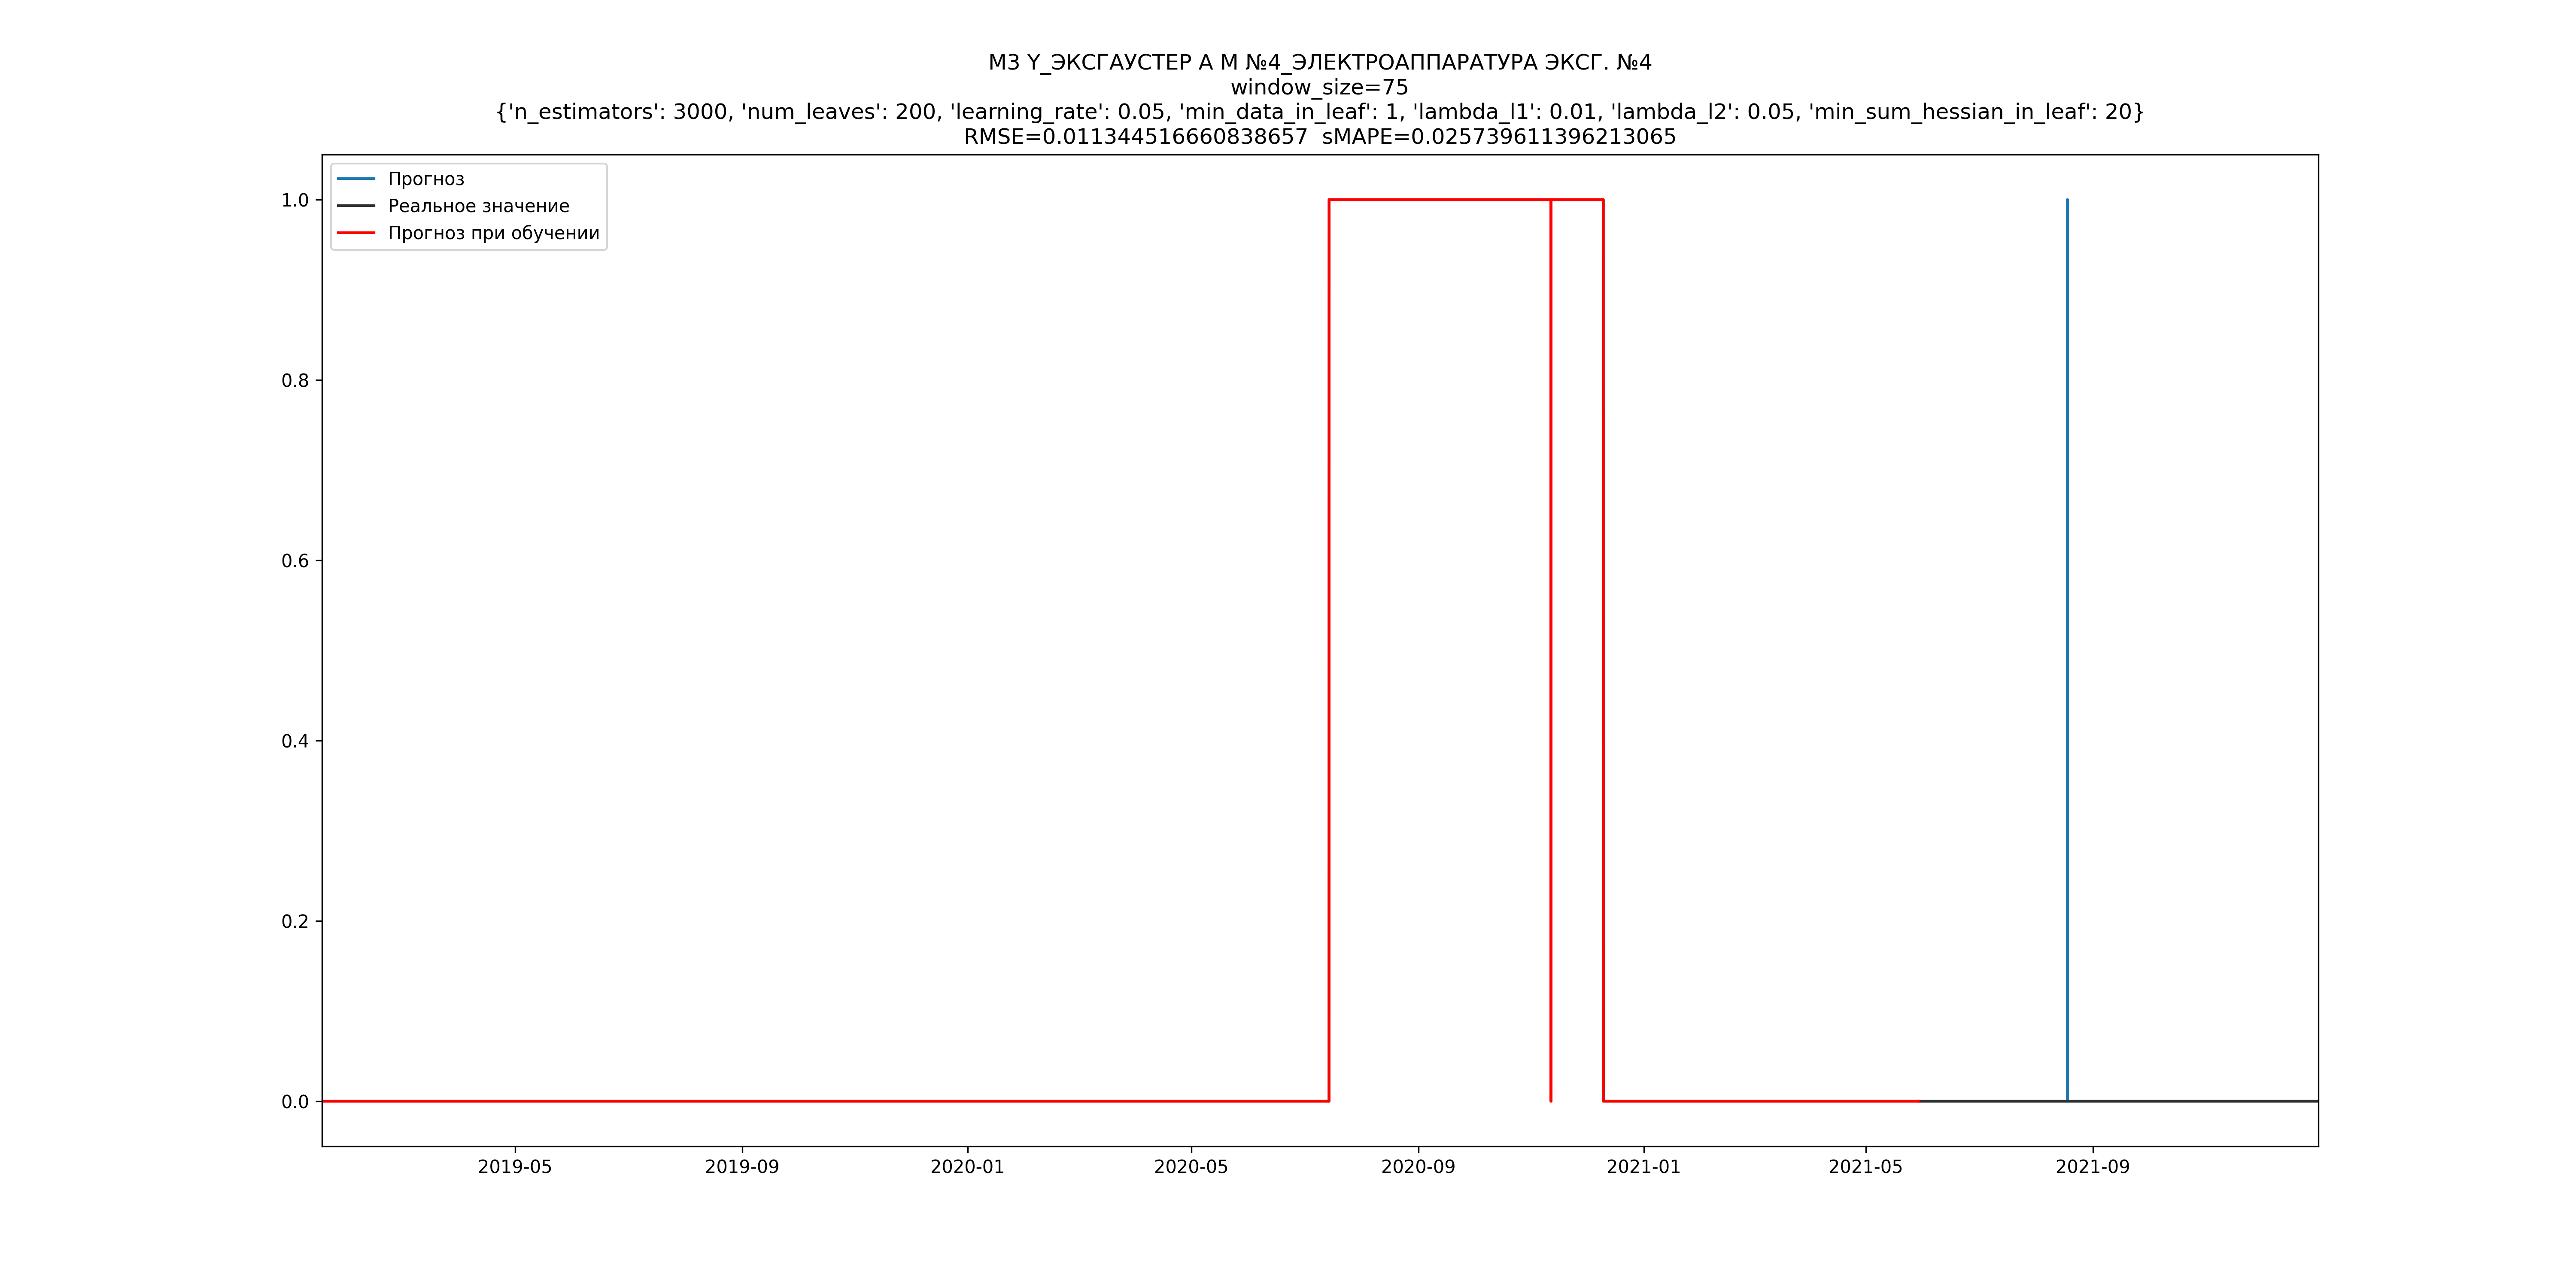 М3 Y_ЭКСГАУСТЕР А М №4_ЭЛЕКТРОАППАРАТУРА ЭКСГ. №4
window_size=75
{'n_estimators': 3000, 'num_leaves': 200, 'learning_rate': 0.05, 'min_data_in_leaf': 1, 'lambda_l1': 0.01, 'lambda_l2': 0.05, 'min_sum_hessian_in_leaf': 20}
RMSE=0.011344516660838657 sMAPE=0.025739611396213065
Прогноз
Реальное значение
Прогноз при обучении
1.0
0.8
0.6
0.4
0.2
0.0
2019-05 2019-09 2020-01 2020-05 2020-09 2021-01 2021-05 2021-09